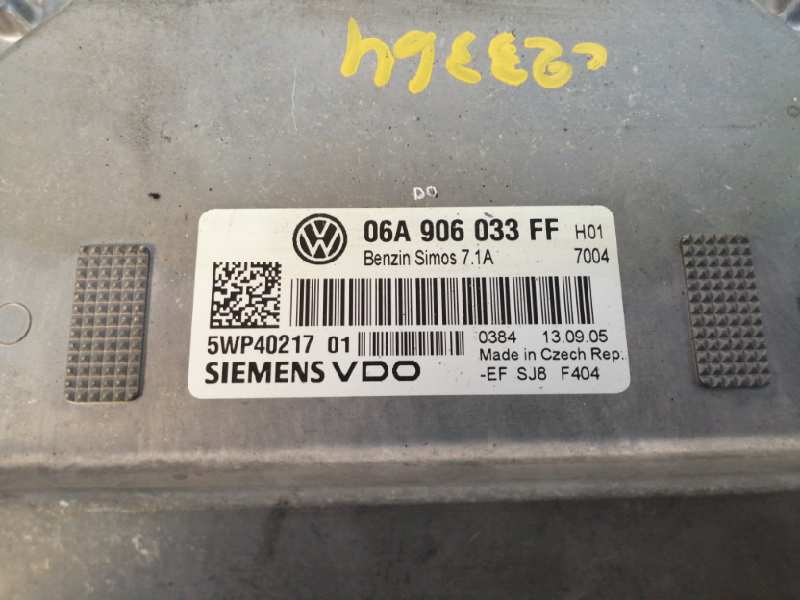 c23364
DO
06A 906 033 FF H01
Benzin Simos 7.1A 7004
5WP40217 01 0384 13.09.05
Made in Czech Rep.
SIEMENS VDO -EF SJ8 F404